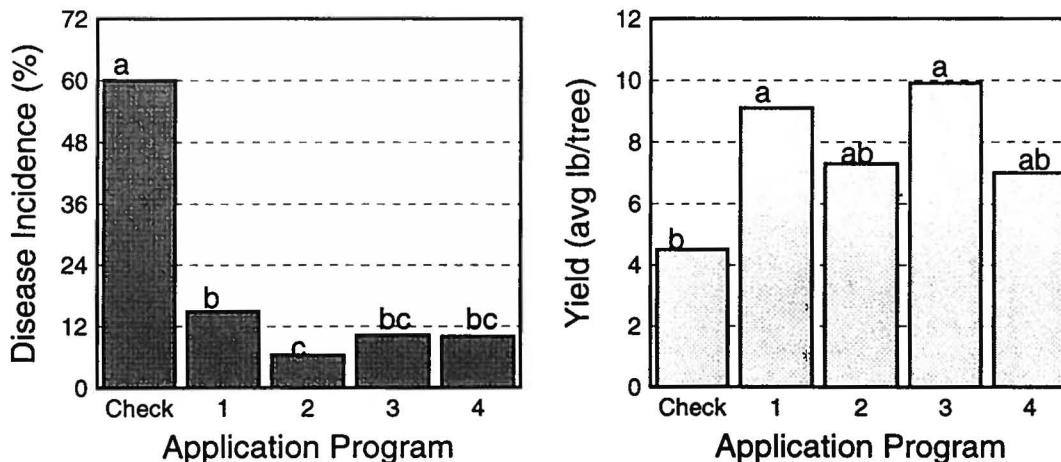 Disease Incidence (%)
72
60
48
36
24
12
0
a
b
c
bc
bc
Check 1 2 3 4
Application Program
Yield (avg lb/tree)
12
10
8
6
4
2
0
b
a
ab
a
ab
Check 1 2 3 4
Application Program